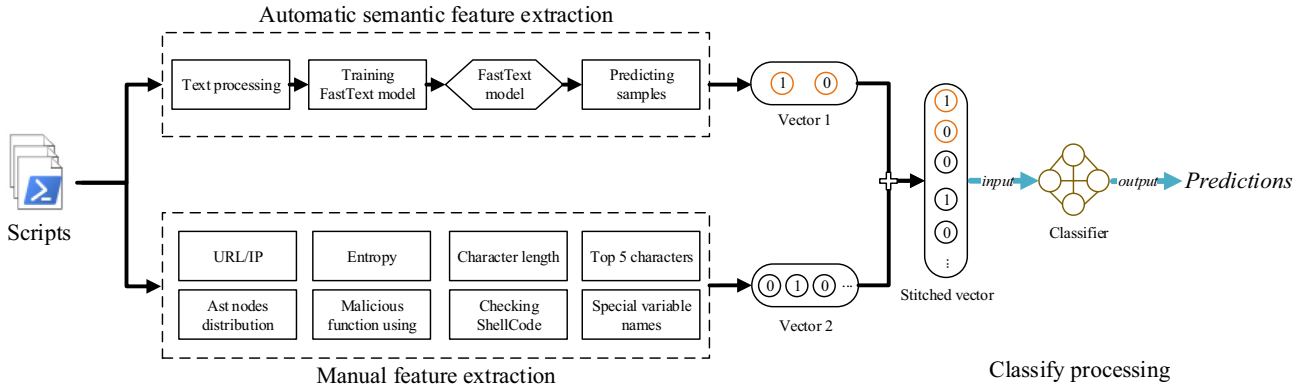 Automatic semantic feature extraction
Text processing
Training
FastText model
FastText
model
Predicting
samples
1 0
Vector 1
Scripts
URL/IP
Entropy
Character length
Top 5 characters
Ast nodes
distribution
Malicious
function using
Checking
ShellCode
Special variable
names
Manual feature extraction
0 1 0 ...
Vector 2
1
0
0
1
0
...
Stitched vector
input
Classifier
output
Predictions
Classify processing